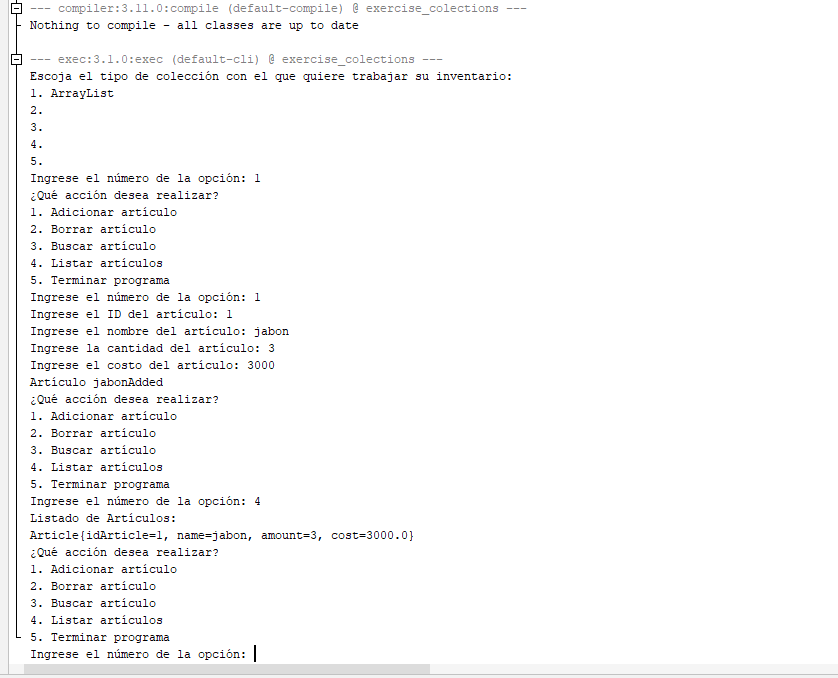 --- compiler:3.11.0:compile (default-compile) @ exercise_colections ---
Nothing to compile - all classes are up to date
--- exec:3.1.0:exec (default-cli) @ exercise_colections ---
Escoja el tipo de colección con el que quiere trabajar su inventario:
1. ArrayList
2.
3.
4.
5.
Ingrese el número de la opción: 1
¿Qué acción desea realizar?
1. Adicionar artículo
2. Borrar artículo
3. Buscar artículo
4. Listar artículos
5. Terminar programa
Ingrese el número de la opción: 1
Ingrese el ID del artículo: 1
Ingrese el nombre del artículo: jabon
Ingrese la cantidad del artículo: 3
Ingrese el costo del artículo: 3000
Artículo jabonAdded
¿Qué acción desea realizar?
1. Adicionar artículo
2. Borrar artículo
3. Buscar artículo
4. Listar artículos
5. Terminar programa
Ingrese el número de la opción: 4
Listado de Artículos:
Article{idArticle=1, name=jabon, amount=3, cost=3000.0}
¿Qué acción desea realizar?
1. Adicionar artículo
2. Borrar artículo
3. Buscar artículo
4. Listar artículos
5. Terminar programa
Ingrese el número de la opción: